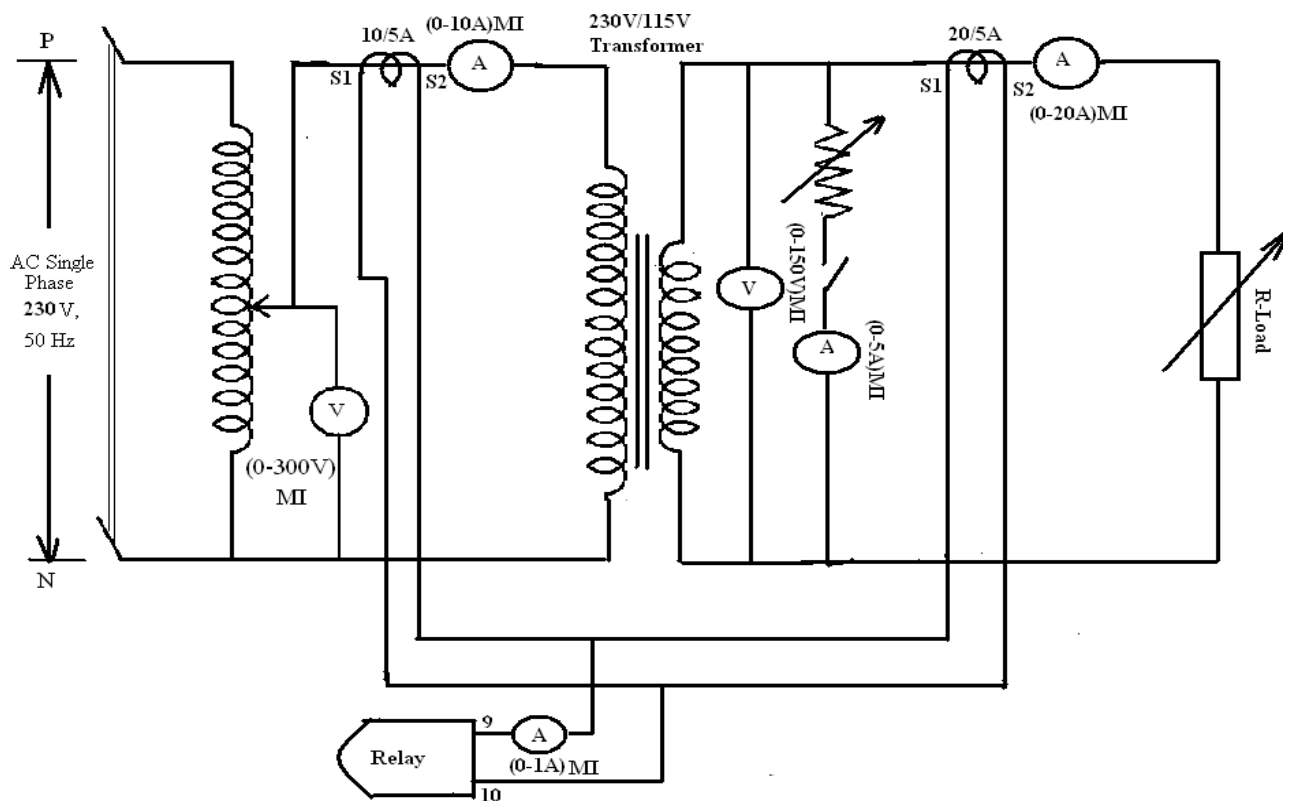 P
10/5A
(0-10A)MI
230V/115V
Transformer
20/5A
S1
S2
A
S1
S2
A
(0-20A)MI
AC Single
Phase
230 V,
50 Hz
V
(0-300V)
MI
V
(0-150V)MI
A
(0-5A)MI
R-Load
N
Relay
9
A
(0-1A)MI
10